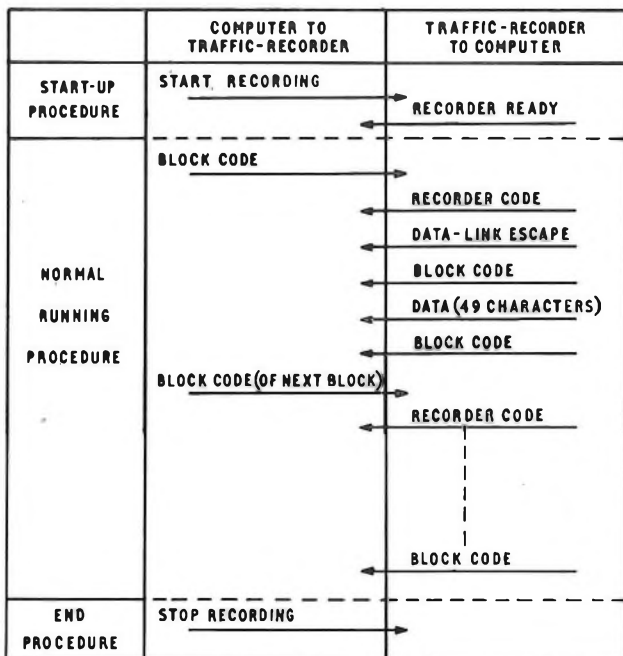 COMPUTER TO
TRAFFIC-RECORDER
TRAFFIC-RECORDER
TO COMPUTER
START-UP
PROCEDURE
START RECORDING
RECORDER READY
NORMAL
RUNNING
PROCEDURE
BLOCK CODE
RECORDER CODE
DATA-LINK ESCAPE
BLOCK CODE
DATA (49 CHARACTERS)
BLOCK CODE
BLOCK CODE (OF NEXT BLOCK)
RECORDER CODE
BLOCK CODE
END
PROCEDURE
STOP RECORDING